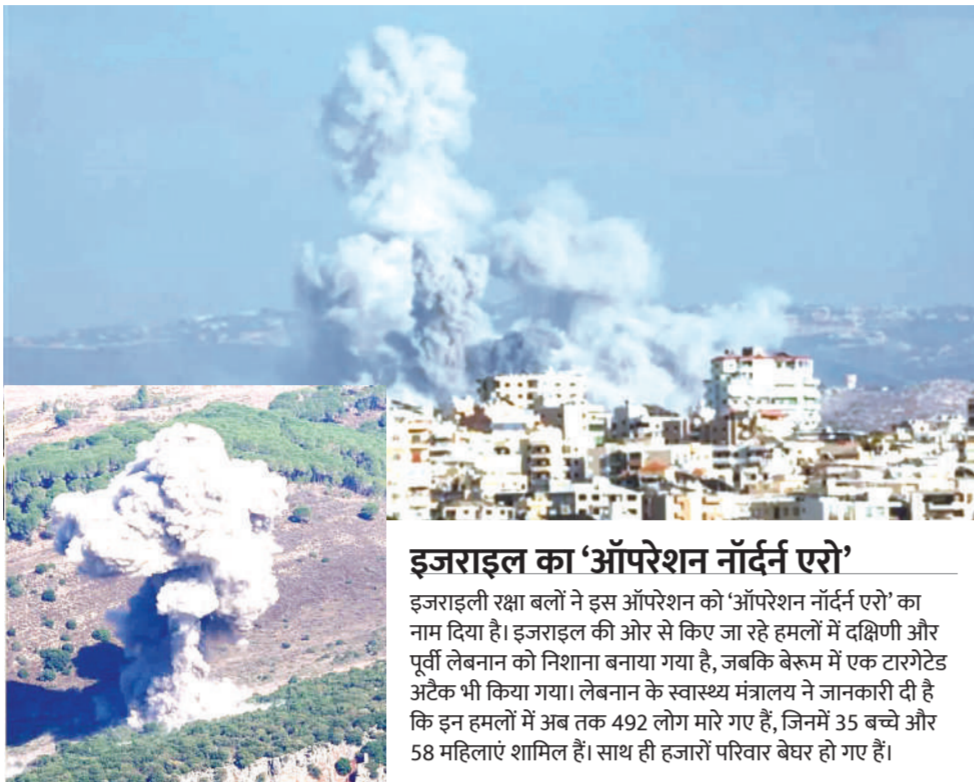 इजराइल का ‘ऑपरेशन नॉर्दर्न एरो’
इजराइली रक्षा बलों ने इस ऑपरेशन को ‘ऑपरेशन नॉर्दर्न एरो’ का
नाम दिया है। इजराइल की ओर से किए जा रहे हमलों में दक्षिणी और
पूर्वी लेबनान को निशाना बनाया गया है, जबकि बेरूम में एक टारगेटेड
अटैक भी किया गया। लेबनान के स्वास्थ्य मंत्रालय ने जानकारी दी है
कि इन हमलों में अब तक 492 लोग मारे गए हैं, जिनमें 35 बच्चे और
58 महिलाएं शामिल हैं। साथ ही हजारों परिवार बेघर हो गए हैं।